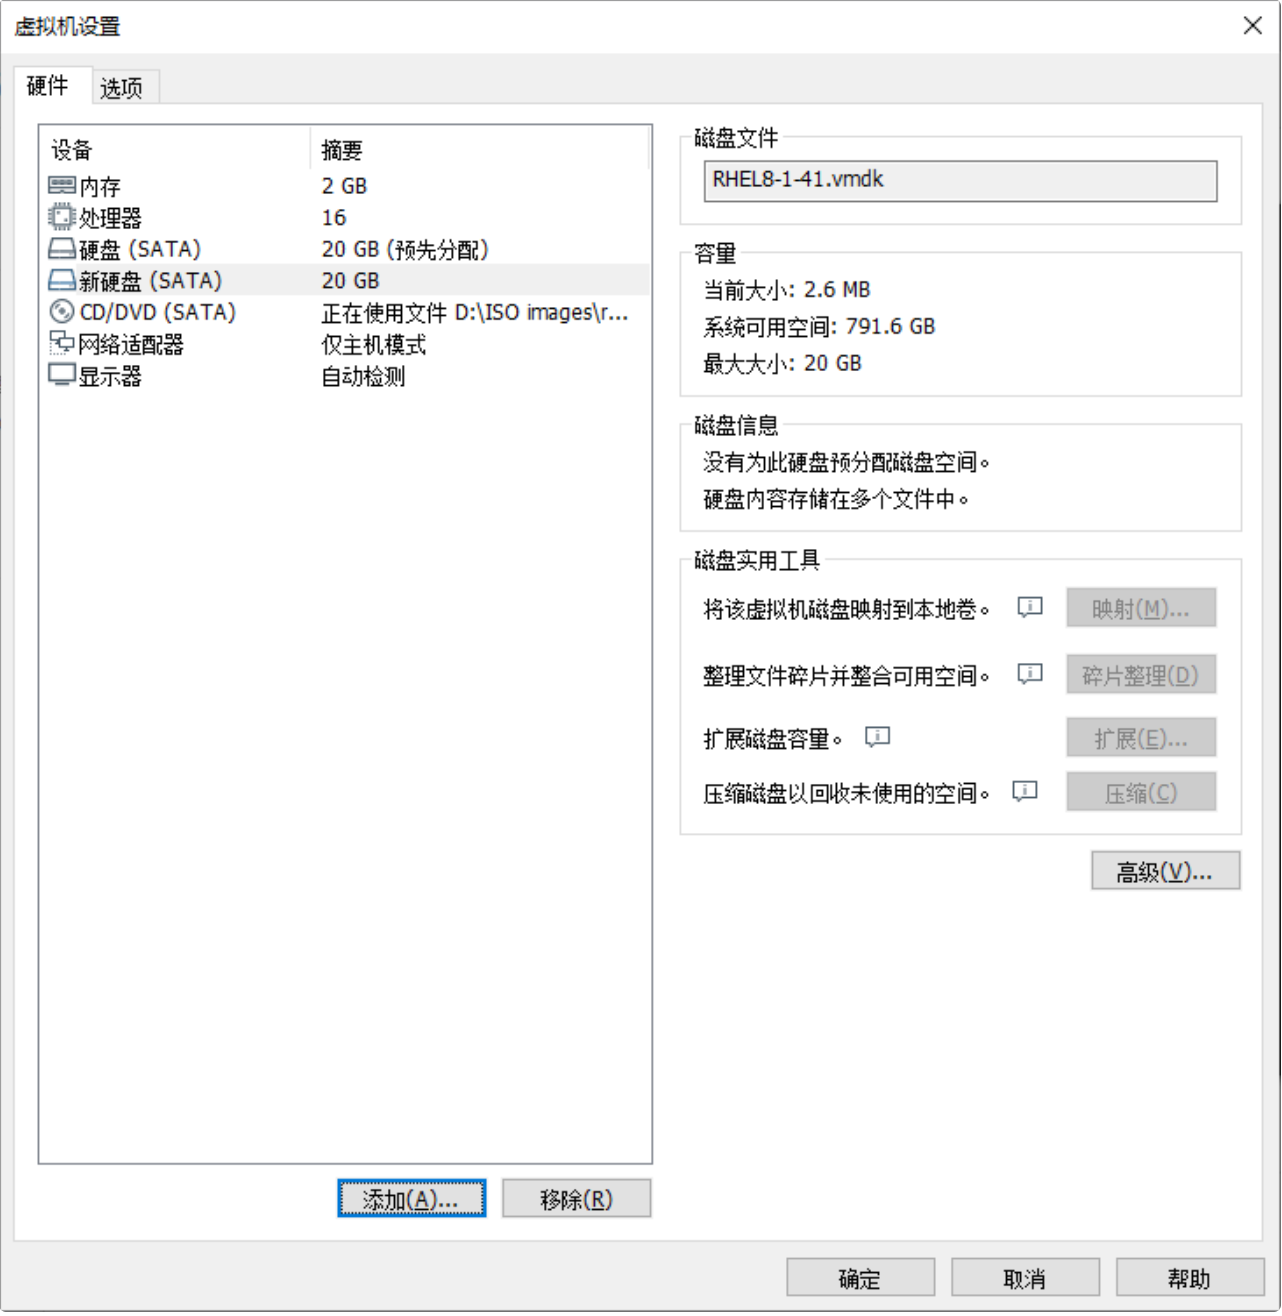 虚拟机设置
硬件
选项
设备 摘要
内存 2 GB
处理器 16
硬盘 (SATA) 20 GB (预先分配)
新硬盘 (SATA) 20 GB
CD/DVD (SATA) 正在使用文件 D:\ISO images\r...
网络适配器 仅主机模式
显示器 自动检测
添加(A)...
移除(R)
磁盘文件
RHEL8-1-41.vmdk
容量
当前大小: 2.6 MB
系统可用空间: 791.6 GB
最大大小: 20 GB
磁盘信息
没有为此硬盘预分配磁盘空间。
硬盘内容存储在多个文件中。
磁盘实用工具
将该虚拟机磁盘映射到本地卷。 映射(M)...
整理文件碎片并整合可用空间。 碎片整理(D)
扩展磁盘容量。 扩展(E)...
压缩磁盘以回收未使用的空间。 压缩(C)
高级(V)...
确定
取消
帮助